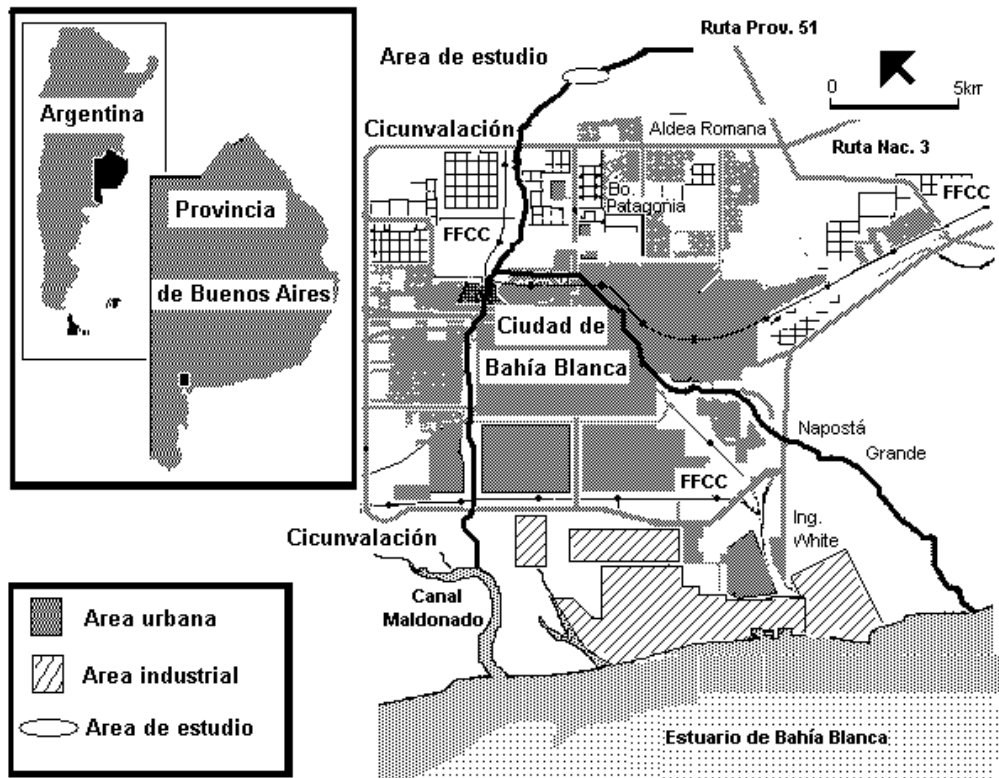 Argentina
Provincia
de Buenos Aires
Ruta Prov. 51
Area de estudio
0 5km
Cicunvalación
Aldea Romana
Ruta Nac. 3
FFCC
Bo.
Patagonia
FFCC
Ciudad de
Bahía Blanca
Napostá
Grande
FFCC
Ing.
White
Cicunvalación
Canal
Maldonado
Area urbana
Area industrial
Area de estudio
Estuario de Bahía Blanca